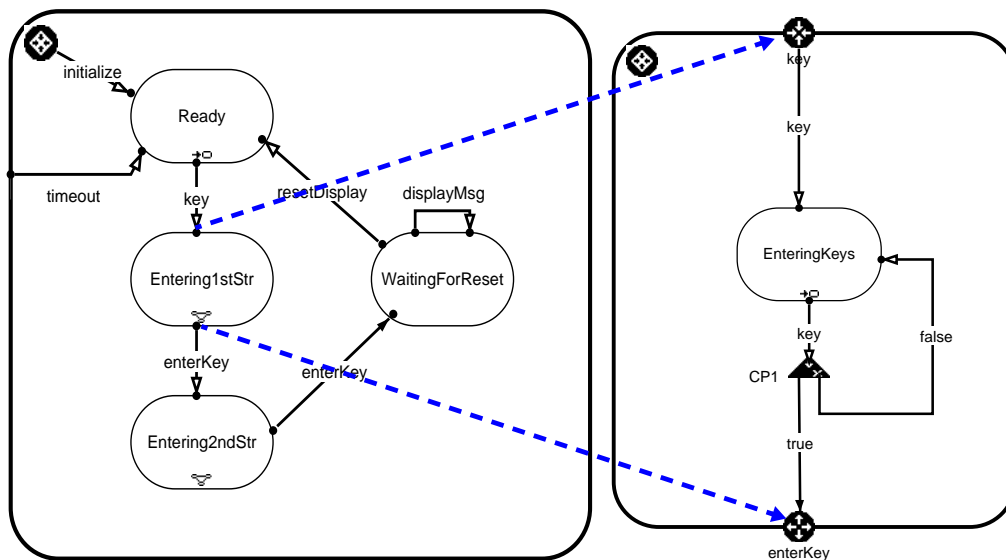 initialize
Ready
timeout
key
resetDisplay
displayMsg
Entering1stStr
WaitingForReset
enterKey
enterKey
Entering2ndStr
key
key
EnteringKeys
key
false
CP1
true
enterKey